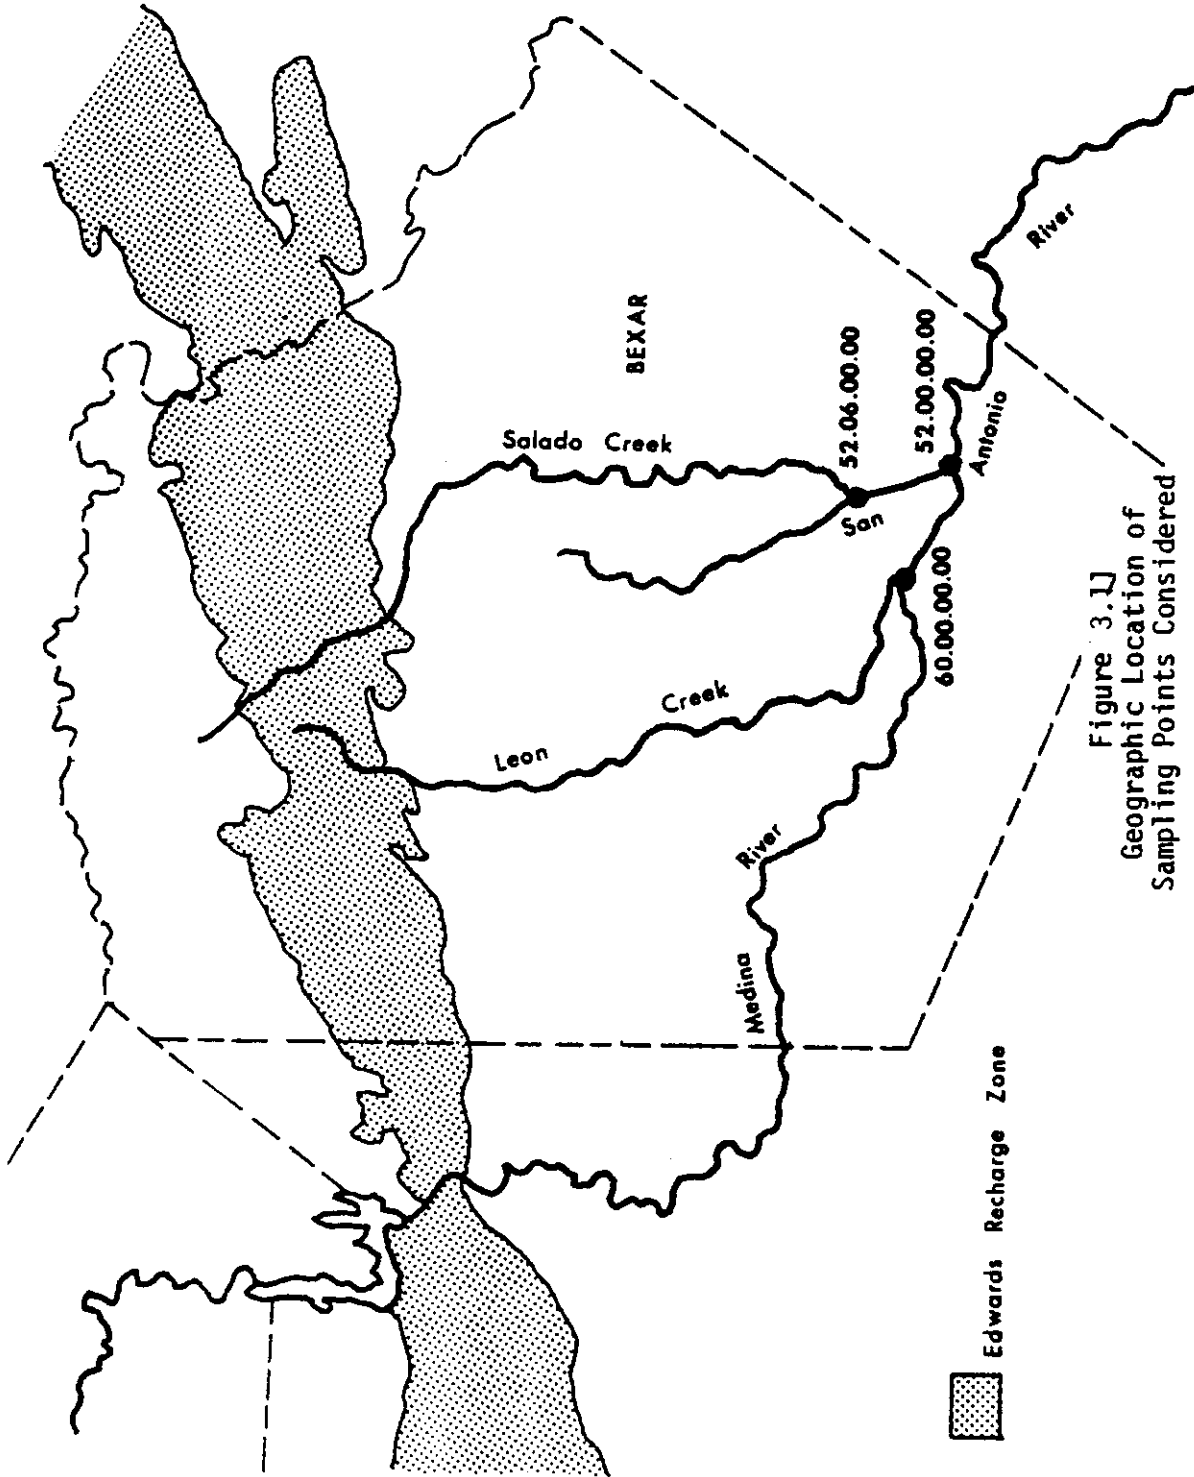 BEXAR
Salado Creek
52.06.00.00
52.00.00.00
San
Antonio
River
60.00.00.00
Leon
Creek
Medina
River
Edwards Recharge Zone
Figure 3.1]
Geographic Location of
Sampling Points Considered